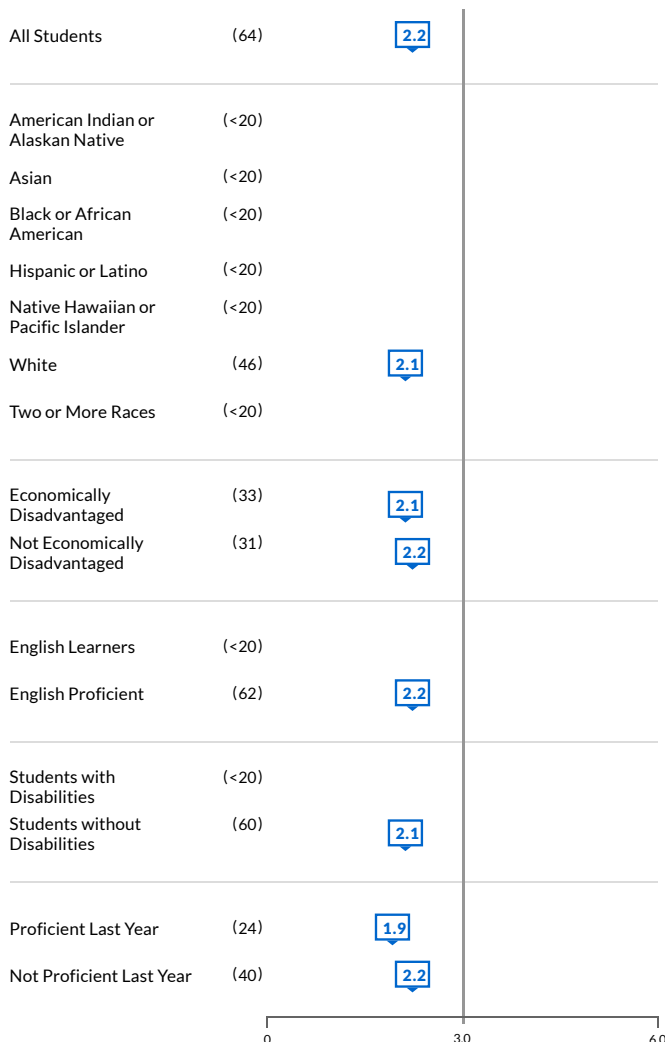 All Students (64) 2.2
American Indian or (<20)
Alaskan Native
Asian (<20)
Black or African (<20)
American
Hispanic or Latino (<20)
Native Hawaiian or (<20)
Pacific Islander
White (46) 2.1
Two or More Races (<20)
Economically (33) 2.1
Disadvantaged
Not Economically (31) 2.2
Disadvantaged
English Learners (<20)
English Proficient (62) 2.2
Students with (<20)
Disabilities
Students without (60) 2.1
Disabilities
Proficient Last Year (24) 1.9
Not Proficient Last Year (40) 2.2
0 3.0 6.0